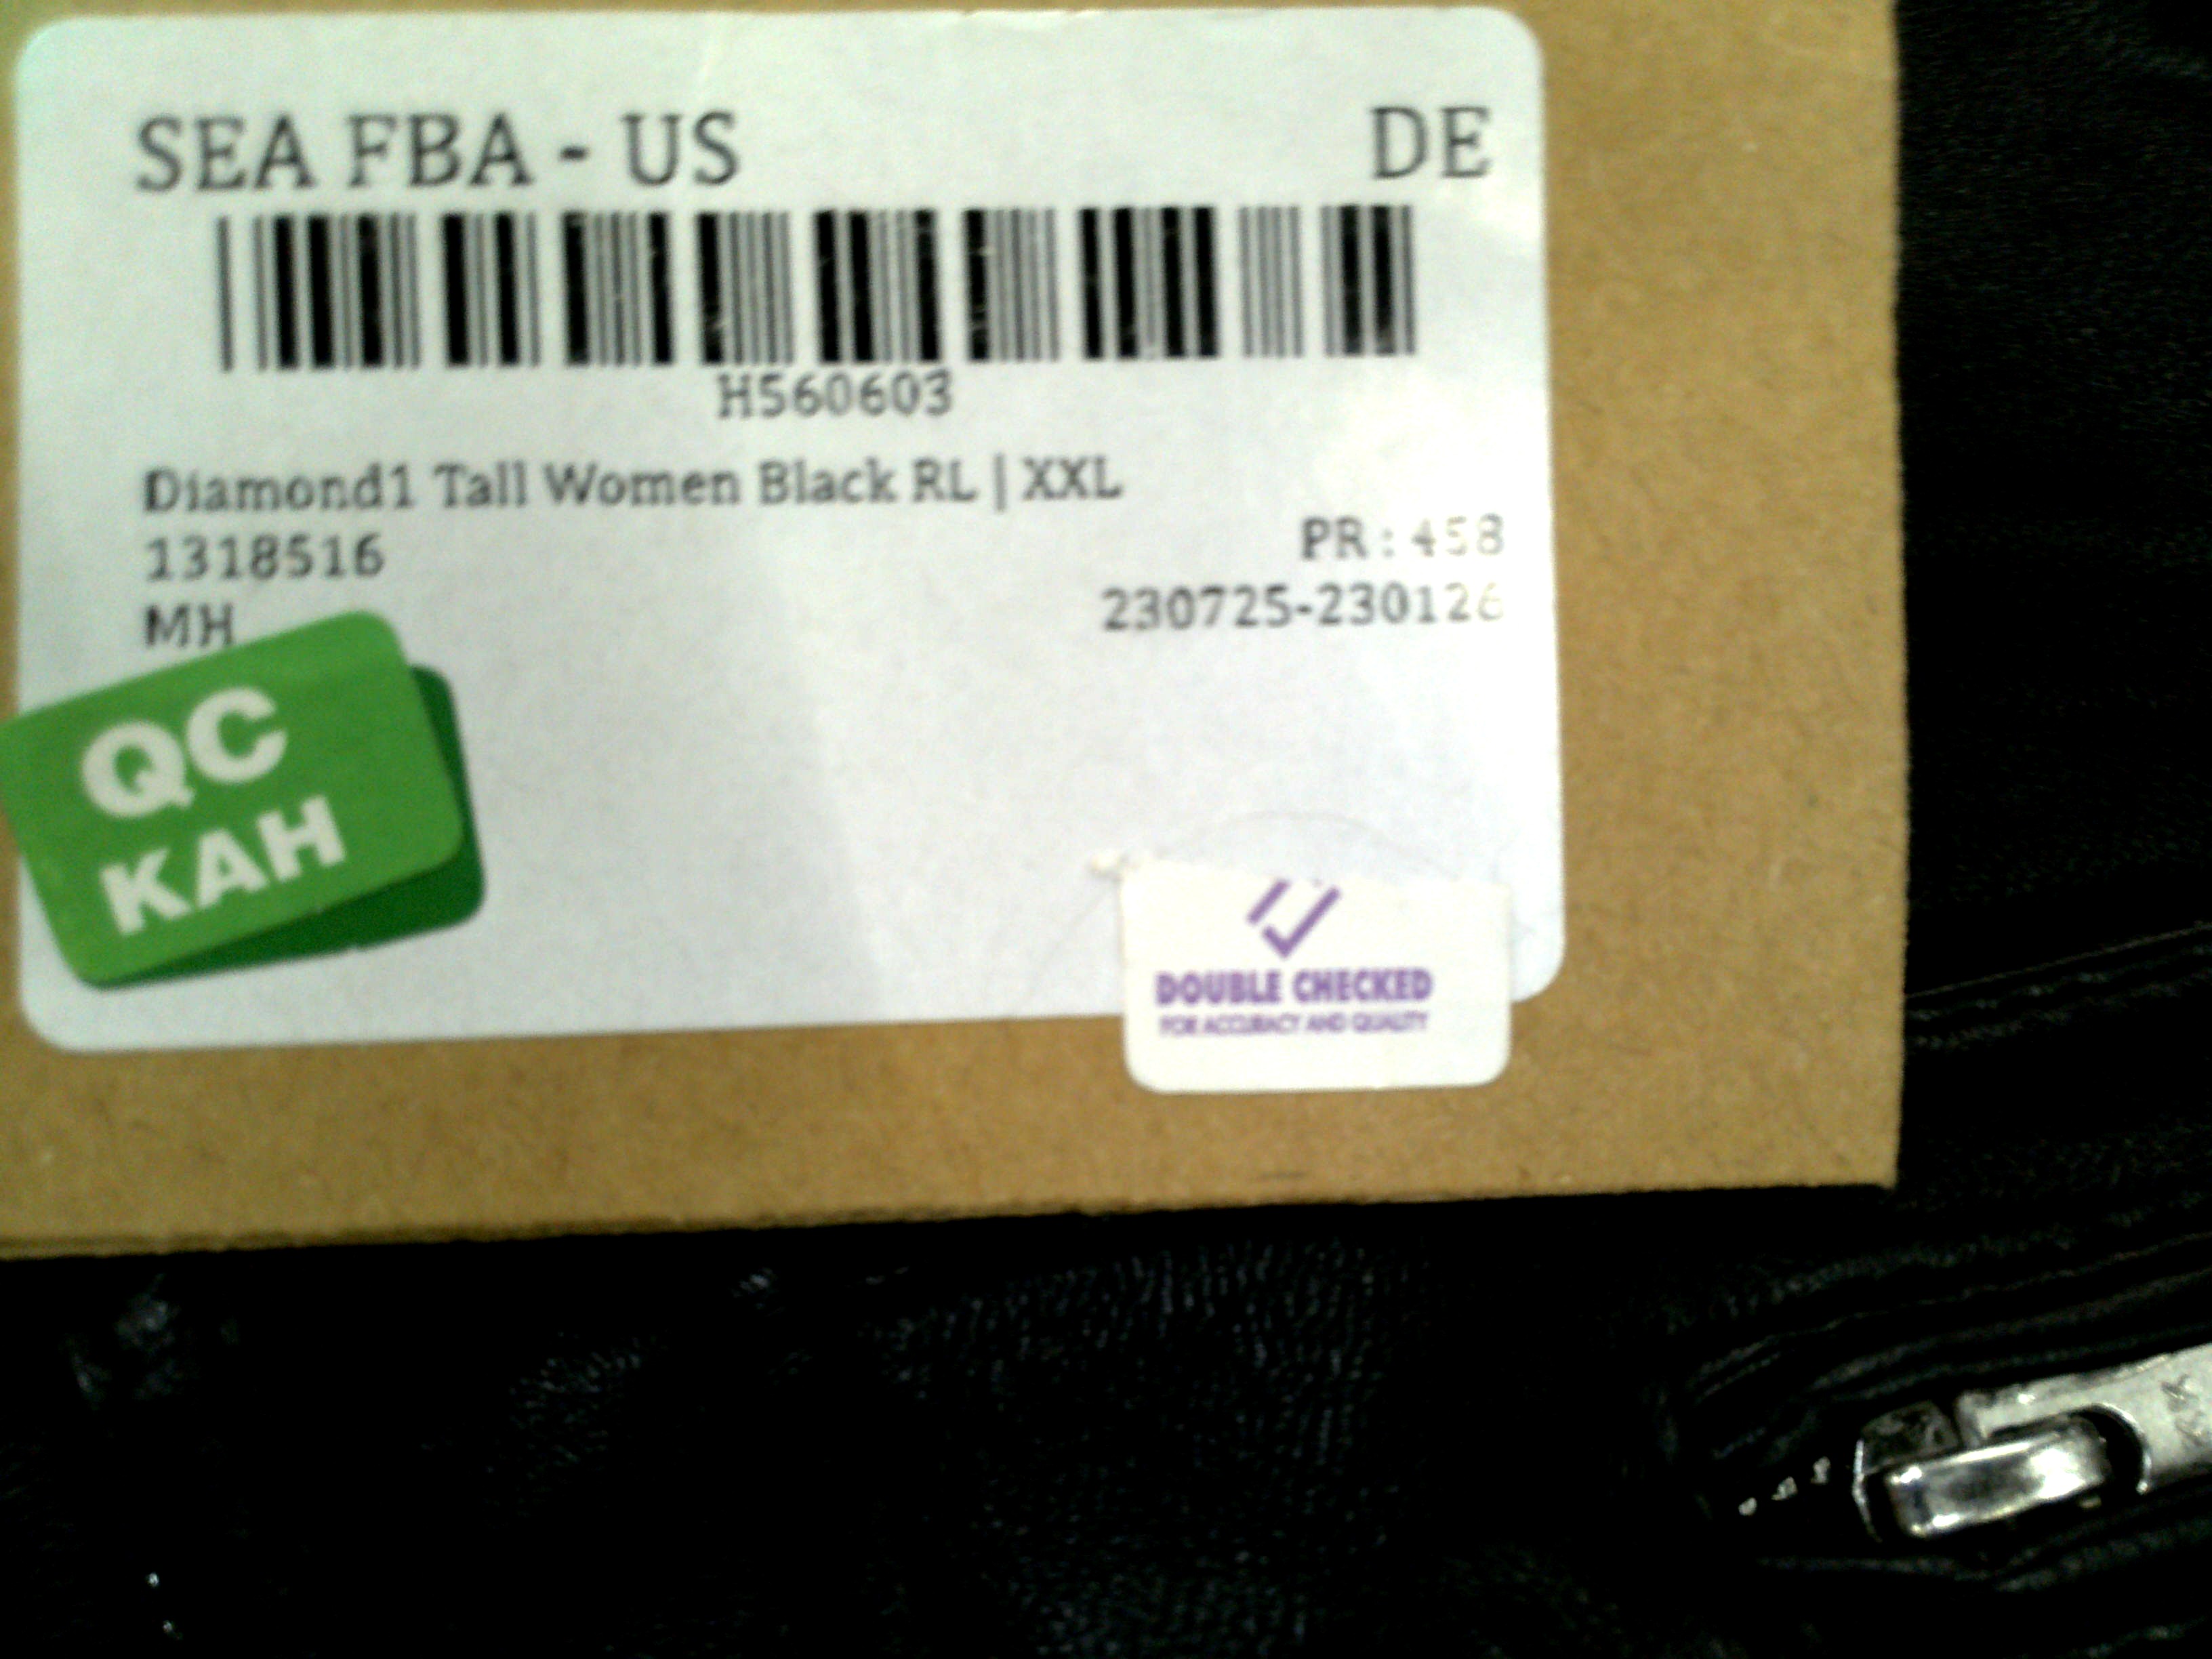 SEA FBA - US DE
H560603
Diamond1 Tall Women Black RL | XXL
1318516 PR : 458
MH 230725-230126
QC
KAH
DOUBLE CHECKED
FOR ACCURACY AND QUALITY